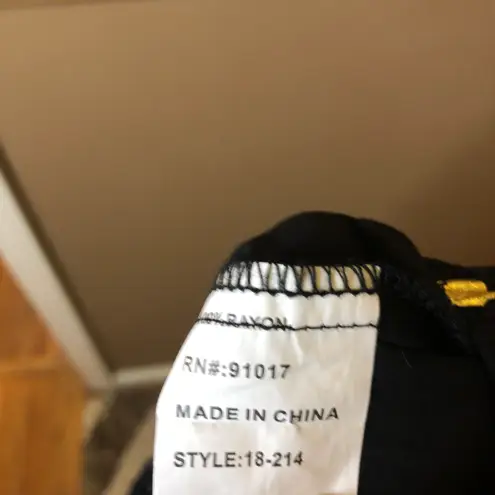 RAYON
RN#:91017
MADE IN CHINA
STYLE:18-214